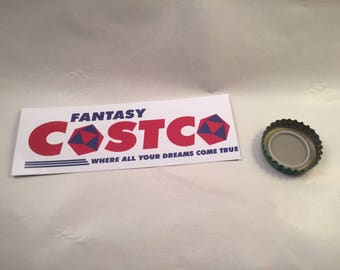 FANTASY
COSTCO
WHERE ALL YOUR DREAMS COME TRUE